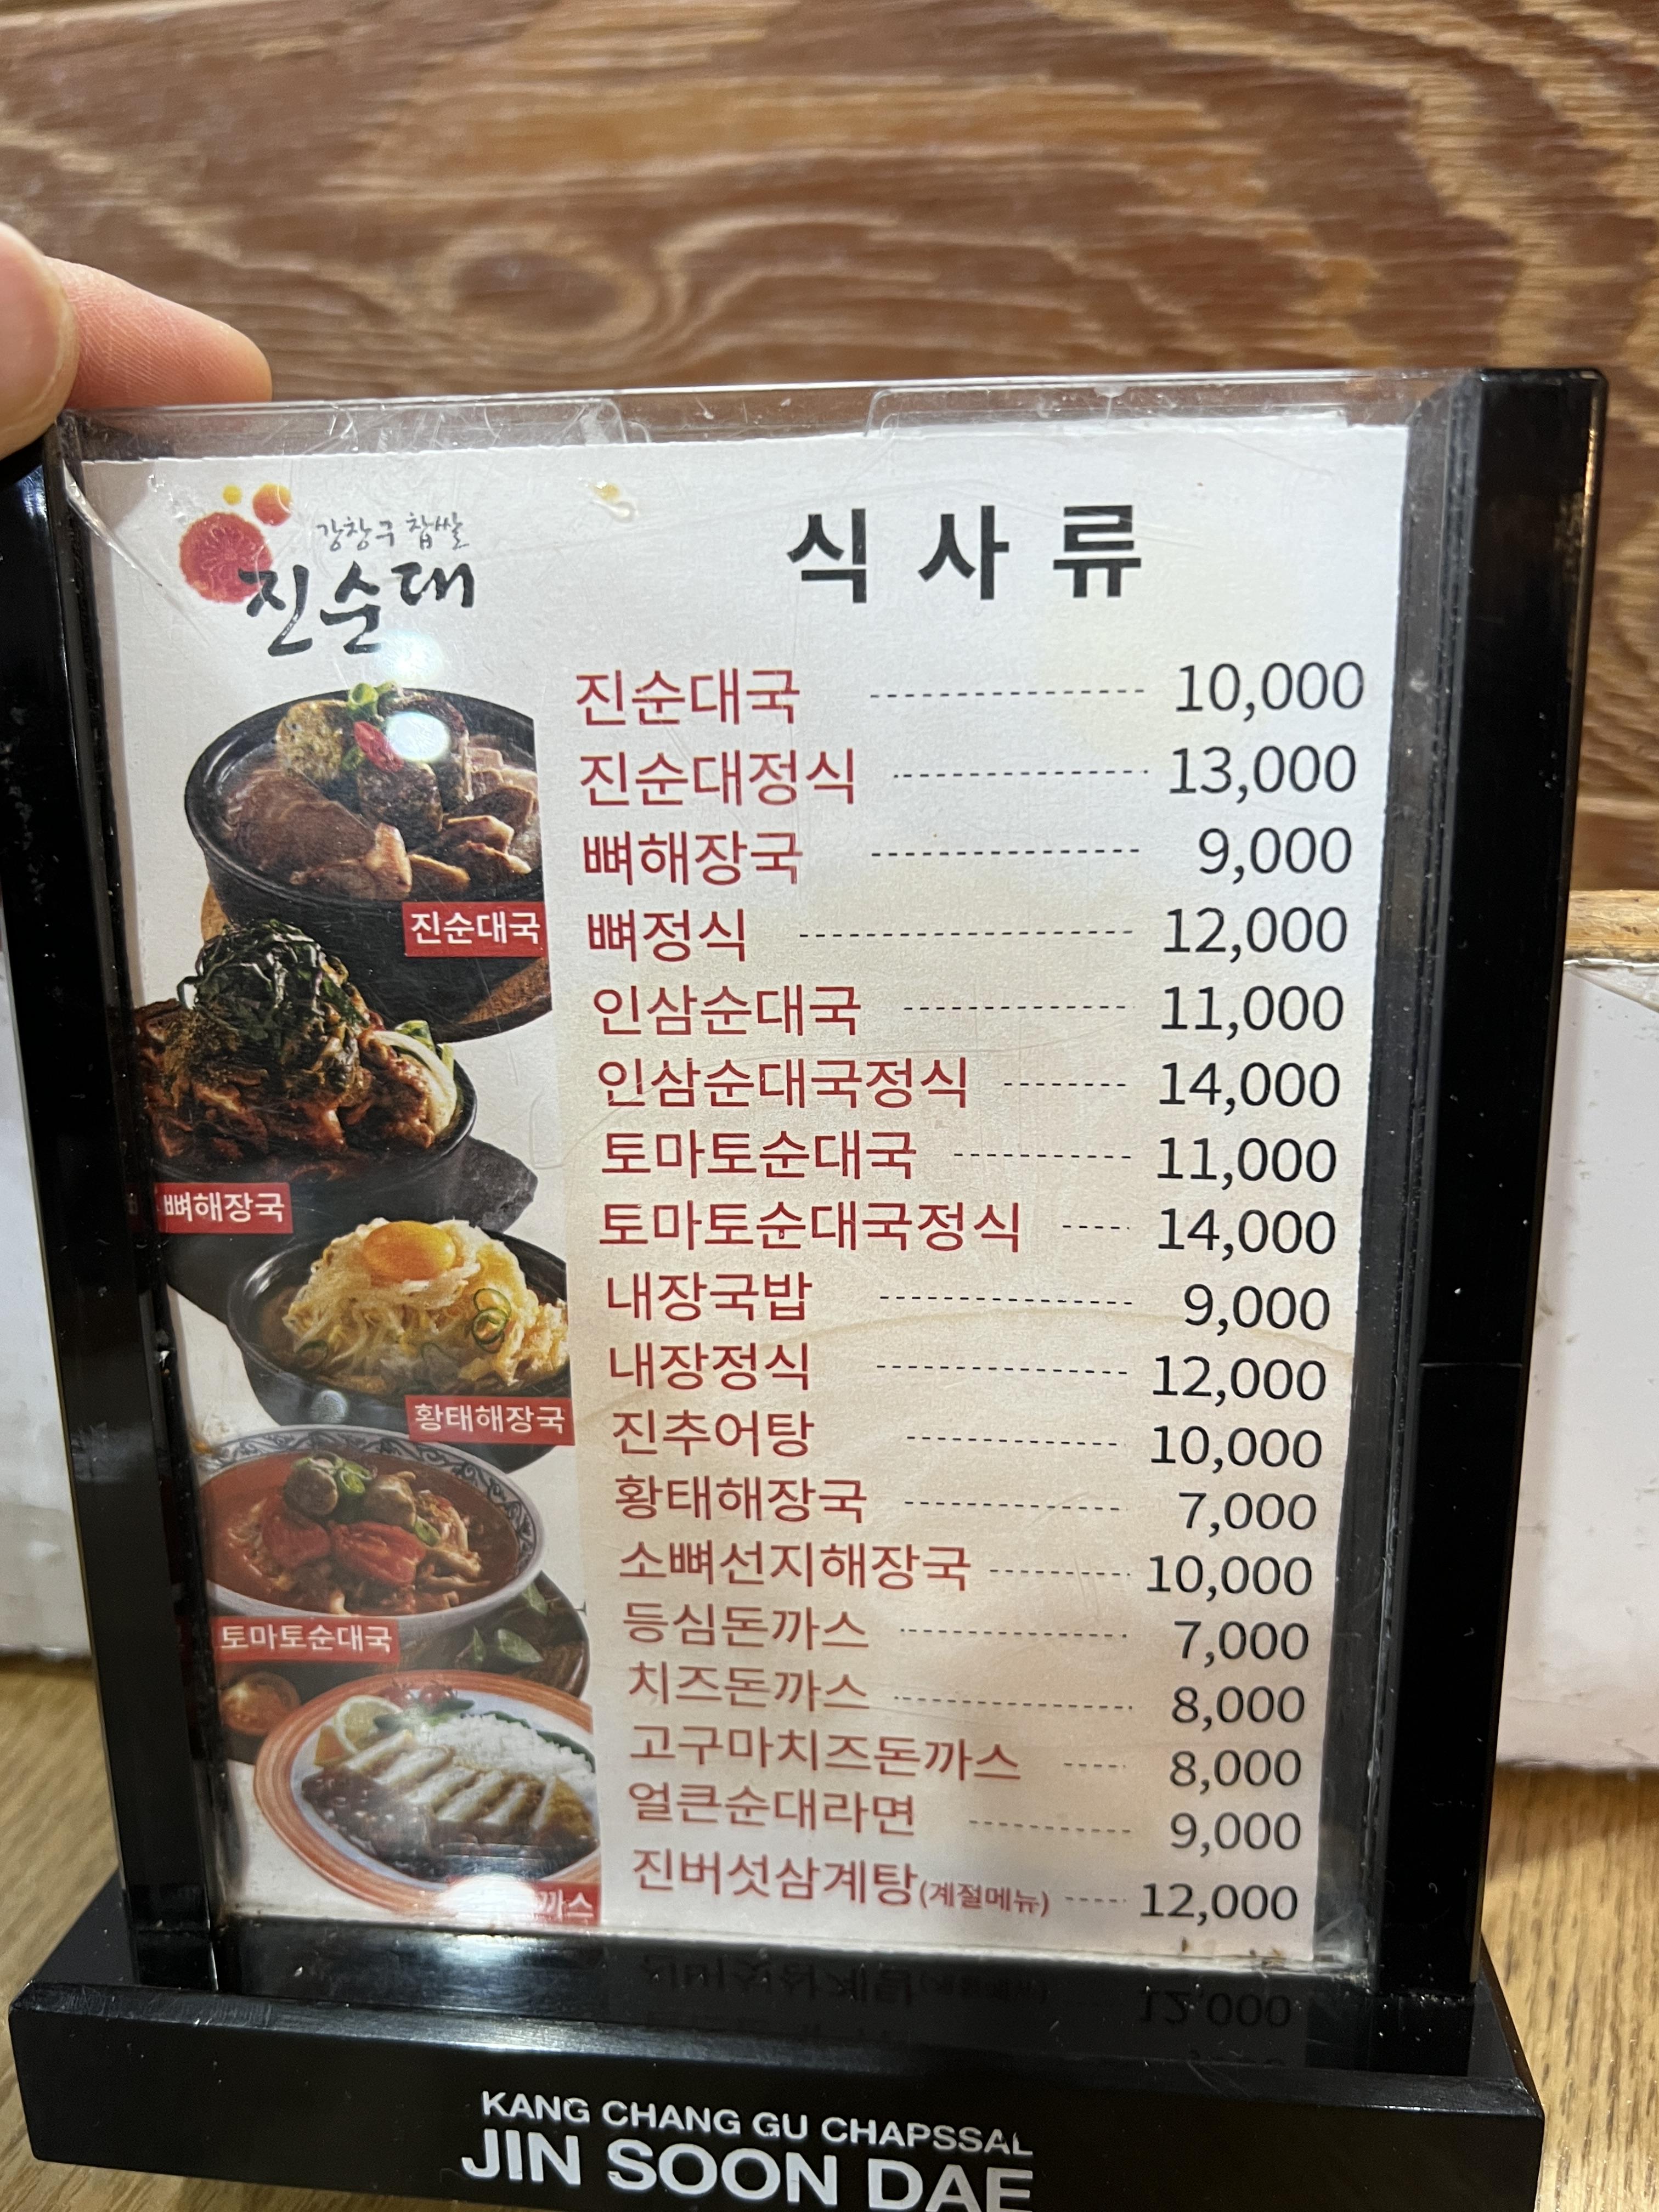 강창구 찹쌀
진순대
식사류
진순대국 10,000
진순대정식 13,000
뼈해장국 9,000
뼈정식 12,000
인삼순대국 11,000
인삼순대국정식 14,000
토마토순대국 11,000
토마토순대국정식 14,000
내장국밥 9,000
내장정식 12,000
진추어탕 10,000
황태해장국 7,000
소뼈선지해장국 10,000
등심돈까스 7,000
치즈돈까스 8,000
고구마치즈돈까스 8,000
얼큰순대라면 9,000
진버섯삼계탕(계절메뉴) 12,000
진순대국
뼈해장국
황태해장국
토마토순대국
KANG CHANG GU CHAPSSAL
JIN SOON DAE